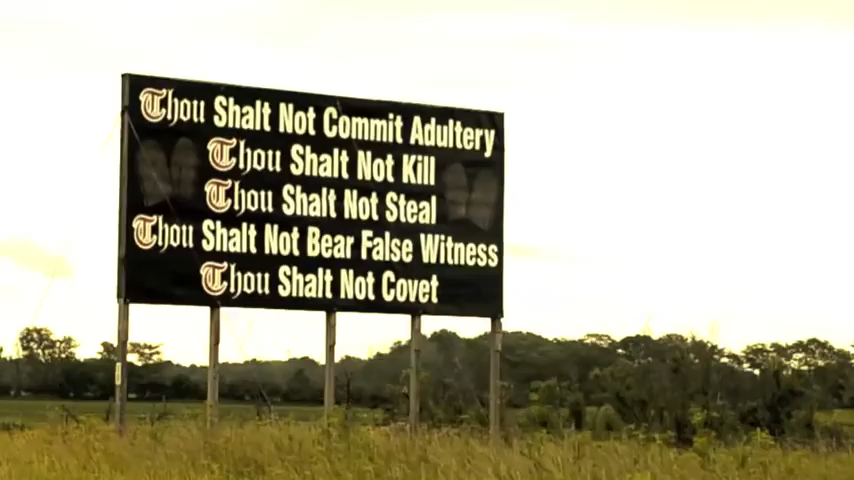 Thou Shalt Not Commit Adultery
Thou Shalt Not Kill
Thou Shalt Not Steal
Thou Shalt Not Bear False Witness
Thou Shalt Not Covet